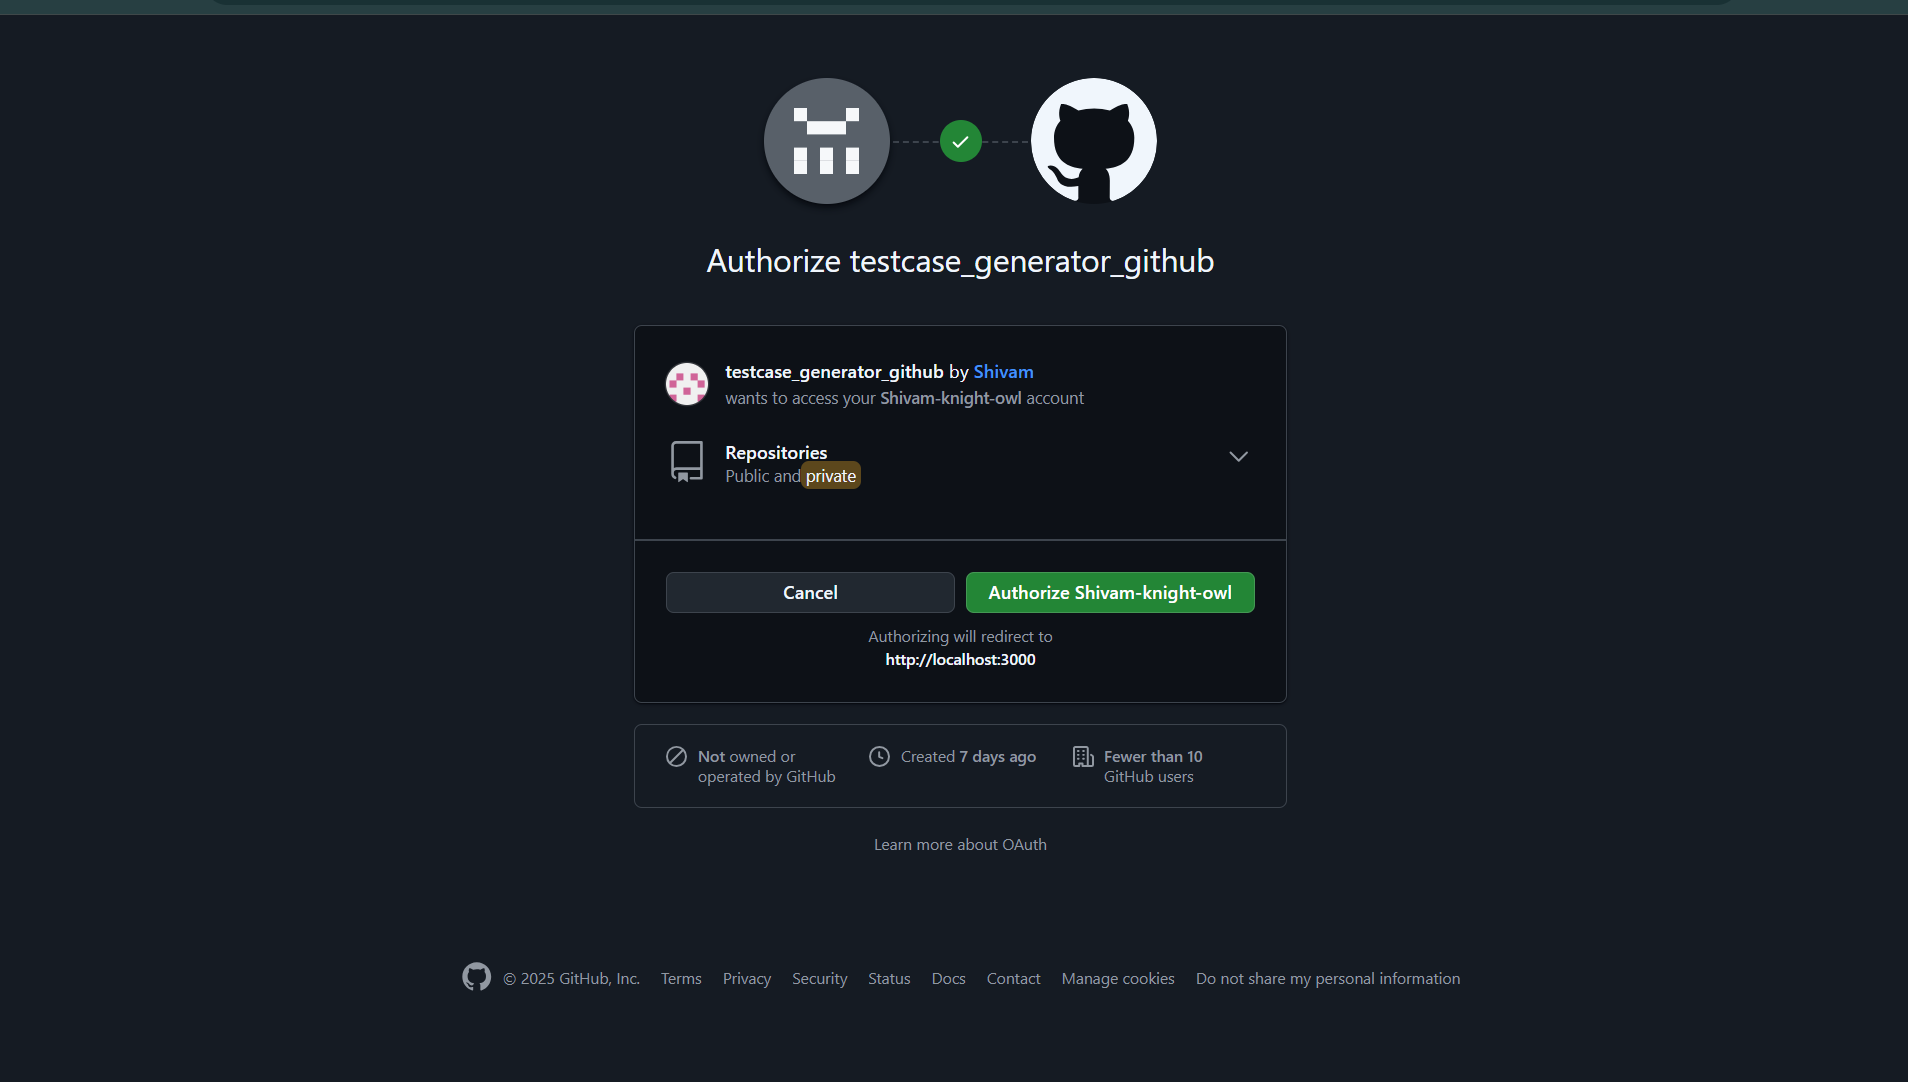 Authorize testcase_generator_github
testcase_generator_github by Shivam
wants to access your Shivam-knight-owl account
Repositories
Public and private
Cancel
Authorize Shivam-knight-owl
Authorizing will redirect to
http://localhost:3000
Not owned or
operated by GitHub
Created 7 days ago
Fewer than 10
GitHub users
Learn more about OAuth
© 2025 GitHub, Inc. Terms Privacy Security Status Docs Contact Manage cookies Do not share my personal information